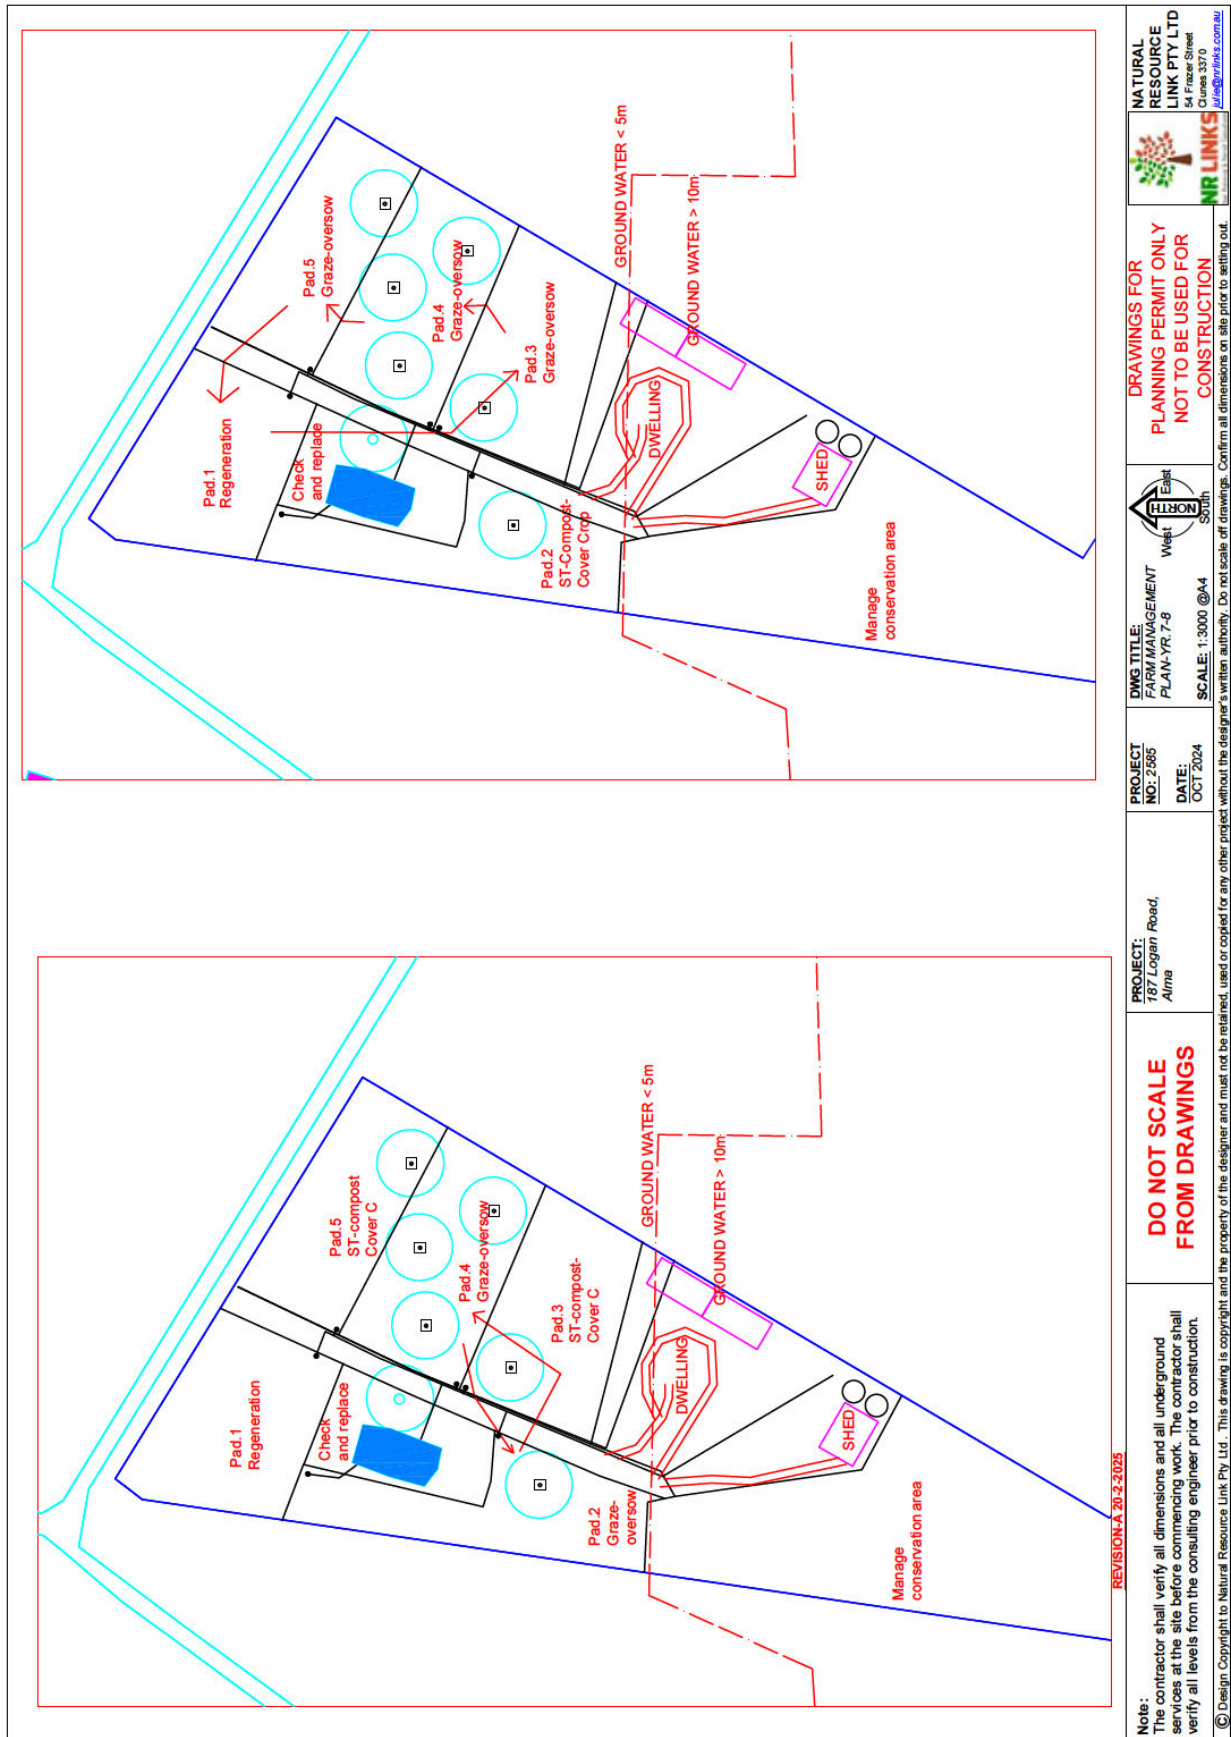 Pad.5
ST-compost
Cover C
Pad.4
Graze-oversow
Pad.3
ST-compost-
Cover C
Pad.1
Regeneration
Check
and replace
Pad.2
Graze-
oversow
GROUND WATER < 5m
GROUND WATER > 10m
DWELLING
SHED
Manage
conservation area
REVISION-A 20-2-2025
Pad.5
Graze-oversow
Pad.4
Graze-oversow
Pad.3
Graze-oversow
Pad.1
Regeneration
Check
and replace
Pad.2
ST-Compost-
Cover Crop
GROUND WATER < 5m
GROUND WATER > 10m
DWELLING
SHED
Manage
conservation area
Note:
The contractor shall verify all dimensions and all underground
services at the site before commencing work. The contractor shall
verify all levels from the consulting engineer prior to construction.
DO NOT SCALE
FROM DRAWINGS
PROJECT:
187 Logan Road,
Alma
PROJECT
NO: 2585
DATE:
OCT 2024
DWG TITLE:
FARM MANAGEMENT
PLAN-YR. 7-8
SCALE: 1:3000 @A4
NORTH
West
East
South
DRAWINGS FOR
PLANNING PERMIT ONLY
NOT TO BE USED FOR
CONSTRUCTION
NR LINKS
NATURAL
RESOURCE
LINK PTY LTD
54 Frazer Street
Clunes 3370
julie@nrlinks.com.au
© Design Copyright to Natural Resource Link Pty Ltd . This drawing is copyright and the property of the designer and must not be retained, used or copied for any other project without the designer's written authority. Do not scale off drawings. Confirm all dimensions on site prior to setting out.